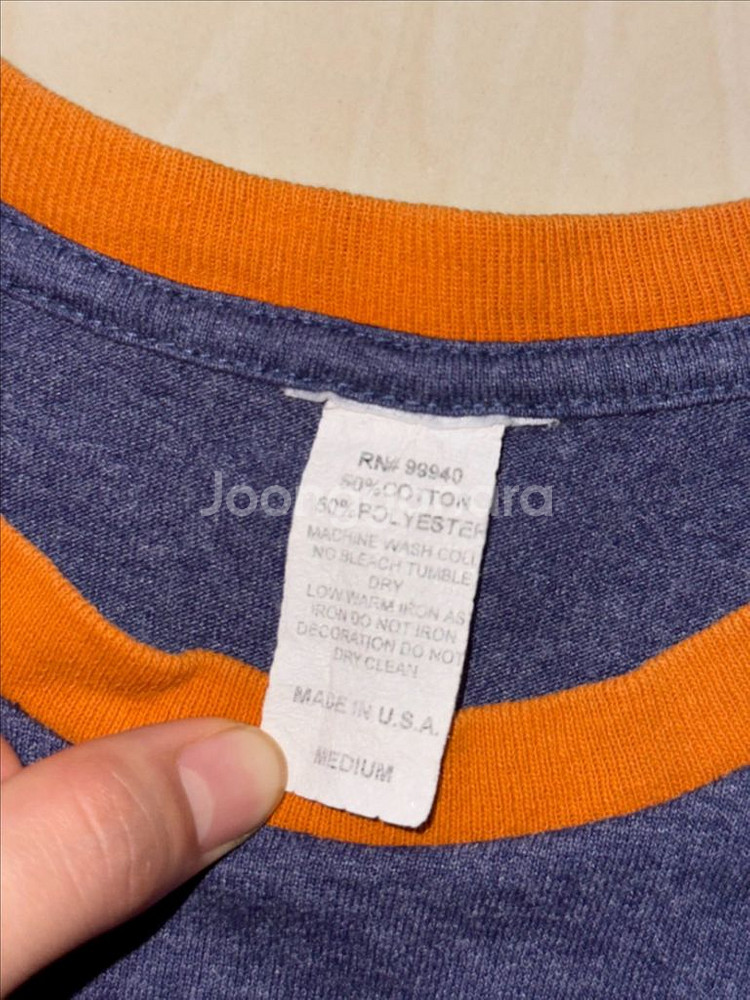 RN# 99940
50% COTTON
50% POLYESTER
MACHINE WASH COLD
NO BLEACH TUMBLE
DRY
LOW WARM IRON AS
IRON DO NOT IRON
DECORATION DO NOT
DRY CLEAN
MADE IN U.S.A.
MEDIUM